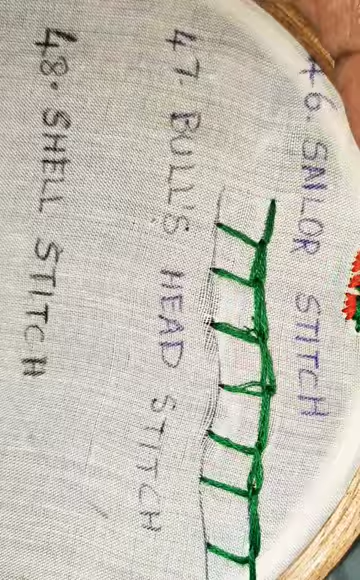 46. SAILOR STITCH
47. BULL'S HEAD STITCH
48. SHELL STITCH